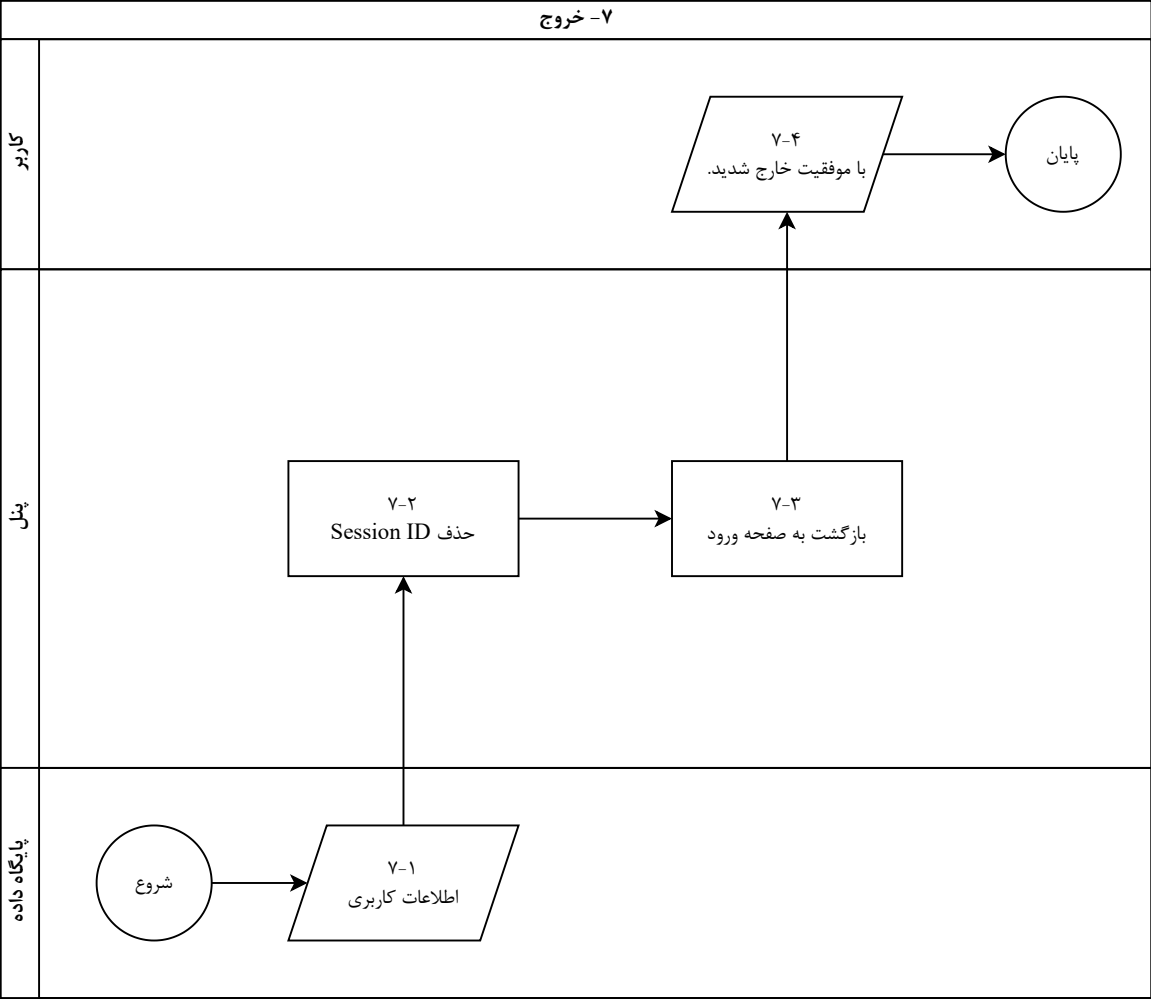 ۷- خروج
کاربر
۷-۴
با موفقیت خارج شدید.
پایان
پنل
۷-۲
حذف Session ID
۷-۳
بازگشت به صفحه ورود
پایگاه داده
شروع
۷-۱
اطلاعات کاربری